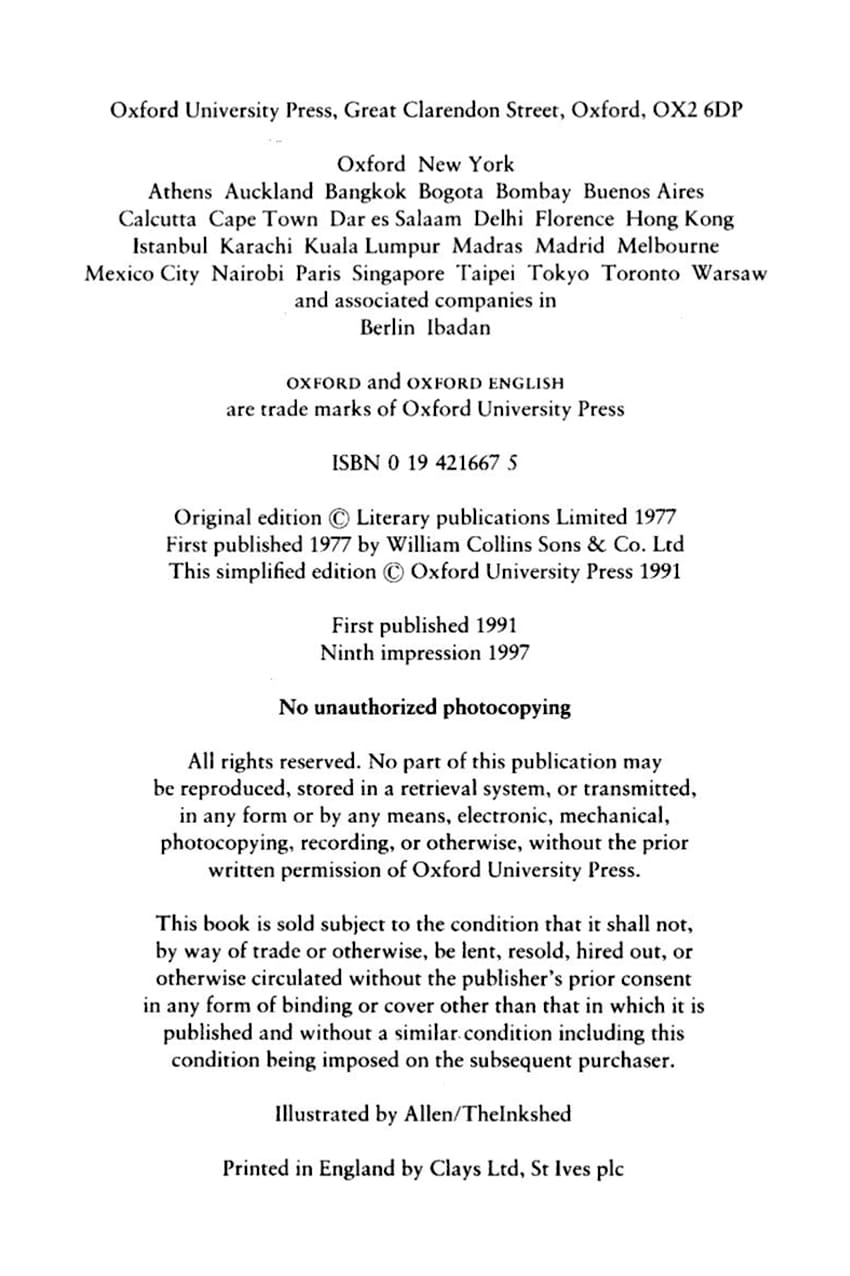 Oxford University Press, Great Clarendon Street, Oxford, OX2 6DP
Oxford New York
Athens Auckland Bangkok Bogota Bombay Buenos Aires
Calcutta Cape Town Dar es Salaam Delhi Florence Hong Kong
Istanbul Karachi Kuala Lumpur Madras Madrid Melbourne
Mexico City Nairobi Paris Singapore Taipei Tokyo Toronto Warsaw
and associated companies in
Berlin Ibadan
OXFORD and OXFORD ENGLISH
are trade marks of Oxford University Press
ISBN 0 19 421667 5
Original edition © Literary publications Limited 1977
First published 1977 by William Collins Sons & Co. Ltd
This simplified edition © Oxford University Press 1991
First published 1991
Ninth impression 1997
No unauthorized photocopying
All rights reserved. No part of this publication may
be reproduced, stored in a retrieval system, or transmitted,
in any form or by any means, electronic, mechanical,
photocopying, recording, or otherwise, without the prior
written permission of Oxford University Press.
This book is sold subject to the condition that it shall not,
by way of trade or otherwise, be lent, resold, hired out, or
otherwise circulated without the publisher's prior consent
in any form of binding or cover other than that in which it is
published and without a similar condition including this
condition being imposed on the subsequent purchaser.
Illustrated by Allen/TheInkshed
Printed in England by Clays Ltd, St Ives plc